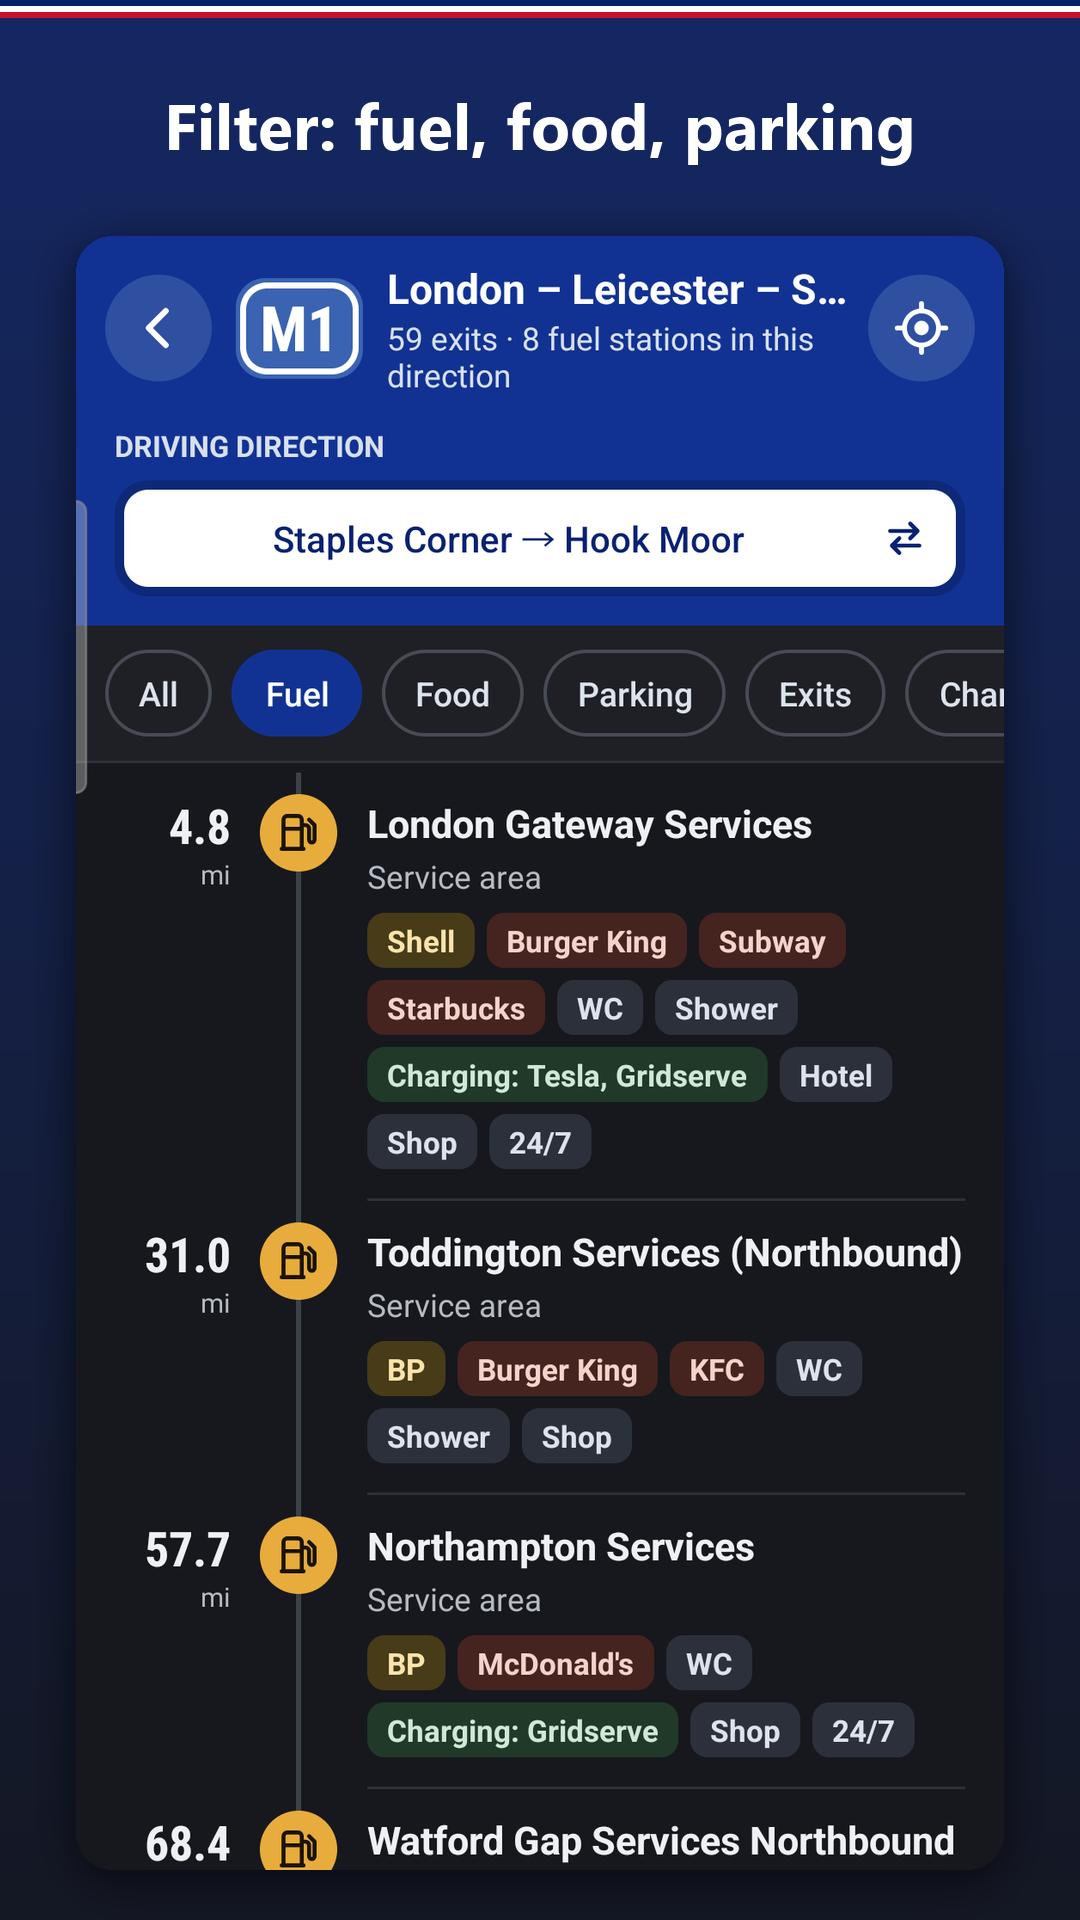 Filter: fuel, food, parking
M1
London – Leicester – S...
59 exits · 8 fuel stations in this
direction
DRIVING DIRECTION
Staples Corner → Hook Moor
All Fuel Food Parking Exits Char
4.8 mi
London Gateway Services
Service area
Shell Burger King Subway
Starbucks WC Shower
Charging: Tesla, Gridserve Hotel
Shop 24/7
31.0 mi
Toddington Services (Northbound)
Service area
BP Burger King KFC WC
Shower Shop
57.7 mi
Northampton Services
Service area
BP McDonald's WC
Charging: Gridserve Shop 24/7
68.4
Watford Gap Services Northbound